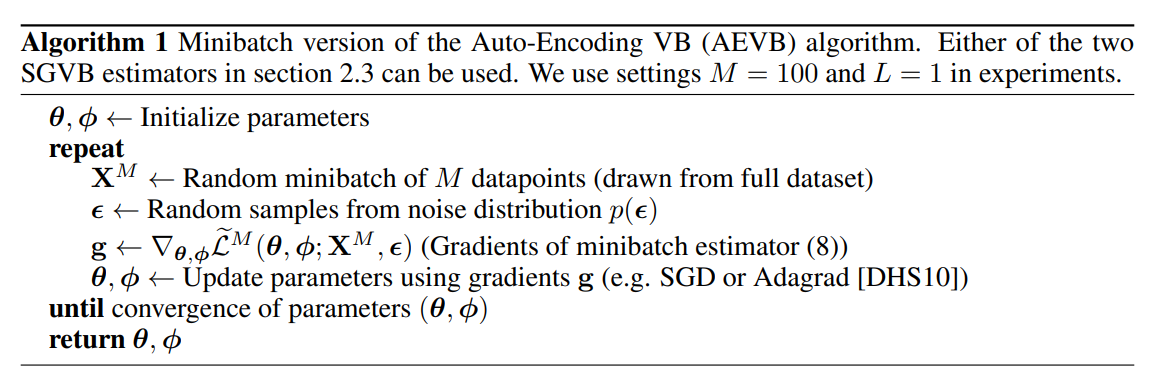 Algorithm 1 Minibatch version of the Auto-Encoding VB (AEVB) algorithm. Either of the two
SGVB estimators in section 2.3 can be used. We use settings M = 100 and L = 1 in experiments.
θ, ϕ ← Initialize parameters
repeat
X^M ← Random minibatch of M datapoints (drawn from full dataset)
ϵ ← Random samples from noise distribution p(ϵ)
g ← ∇_{θ,ϕ} L̃^M(θ, ϕ; X^M, ϵ) (Gradients of minibatch estimator (8))
θ, ϕ ← Update parameters using gradients g (e.g. SGD or Adagrad [DHS10])
until convergence of parameters (θ, ϕ)
return θ, ϕ